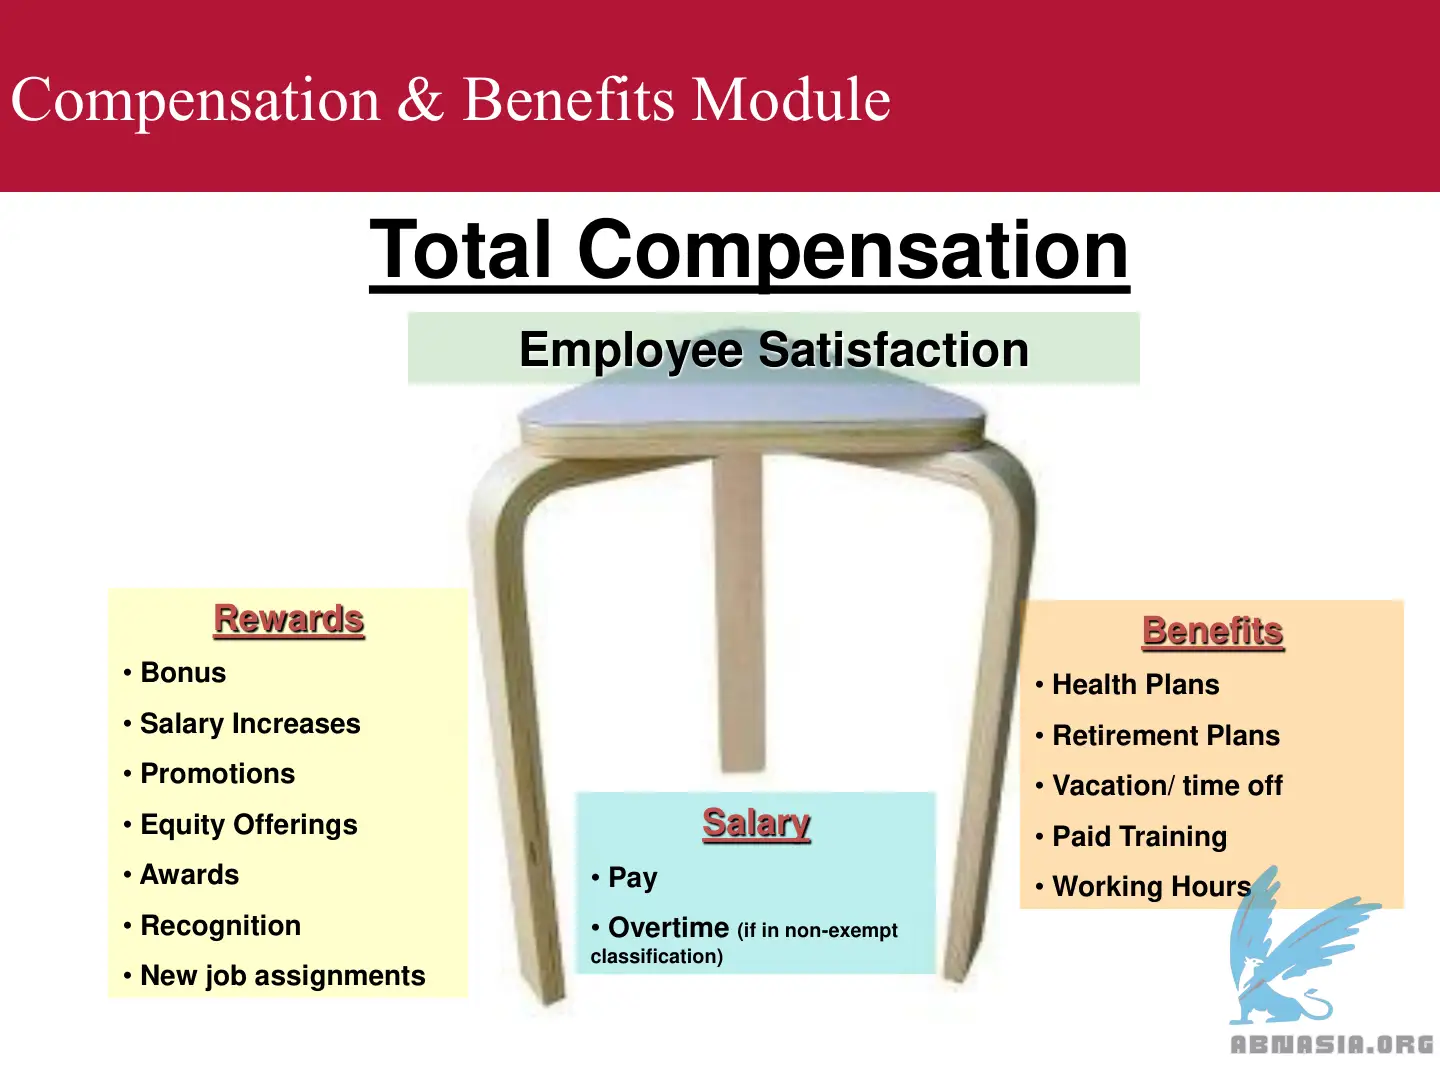 Compensation & Benefits Module
Total Compensation
Employee Satisfaction
Rewards
• Bonus
• Salary Increases
• Promotions
• Equity Offerings
• Awards
• Recognition
• New job assignments
Salary
• Pay
• Overtime (if in non-exempt
classification)
Benefits
• Health Plans
• Retirement Plans
• Vacation/ time off
• Paid Training
• Working Hours
ABNASIA.ORG